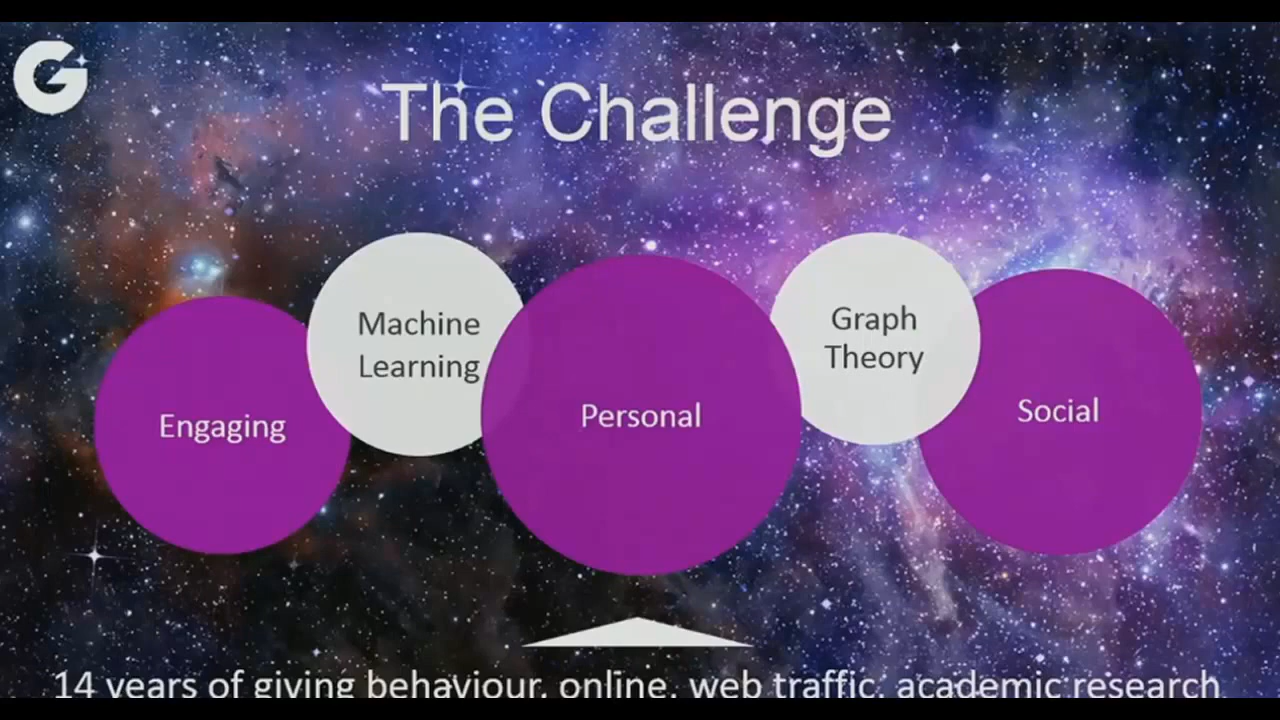 G
The Challenge
Machine
Learning
Graph
Theory
Engaging
Personal
Social
14 years of giving behaviour, online, web traffic, academic research